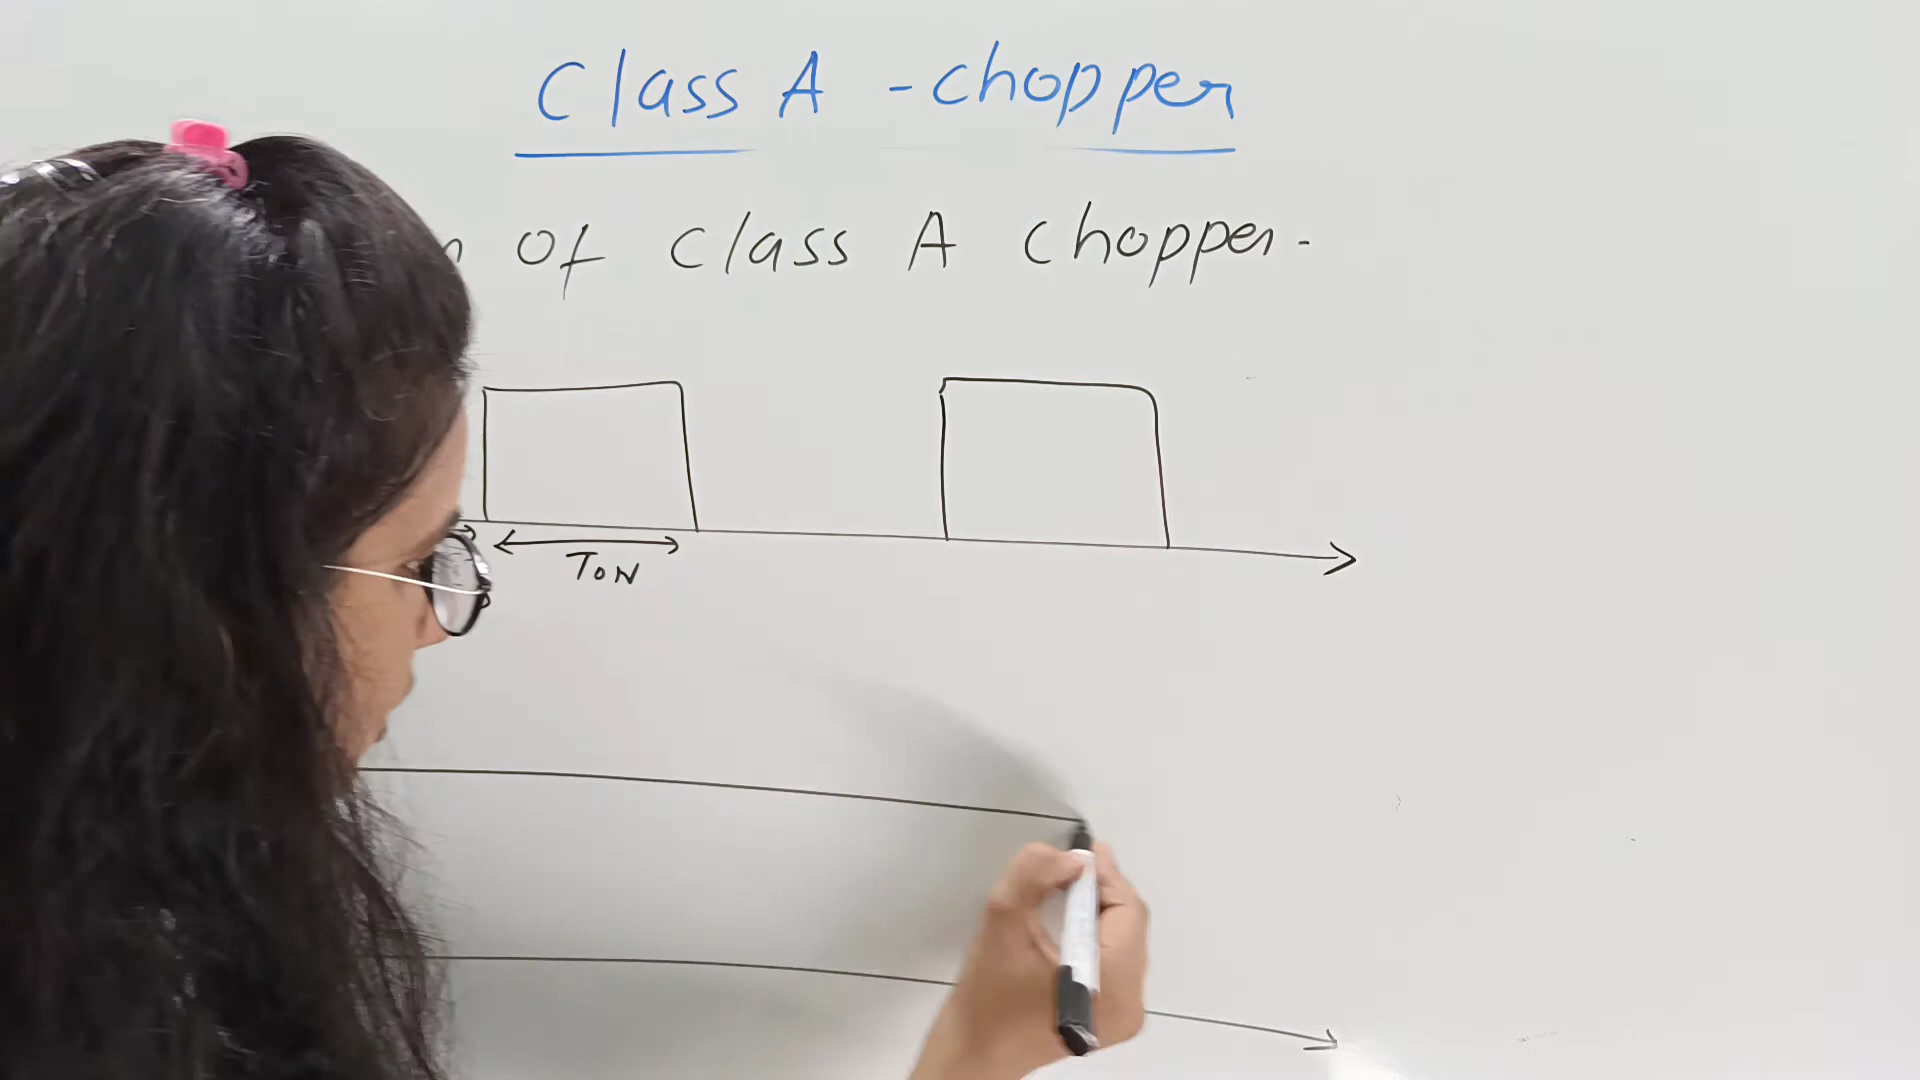 Class A - chopper
of class A chopper.
TON